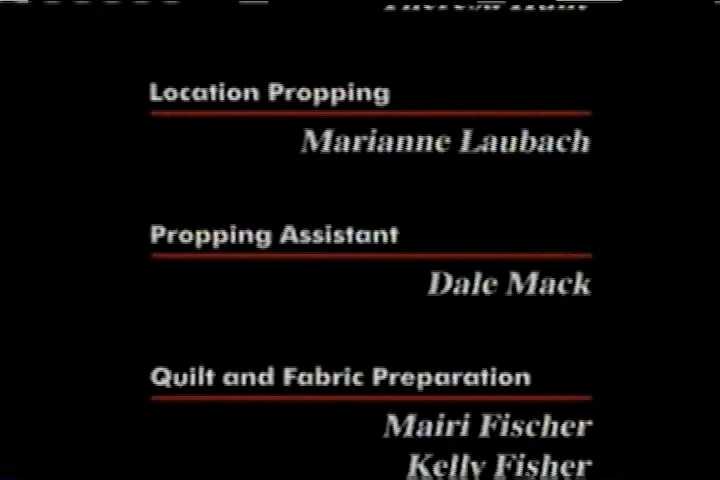 Location Propping
Marianne Laubach
Propping Assistant
Dale Mack
Quilt and Fabric Preparation
Mairi Fischer
Kelly Fisher